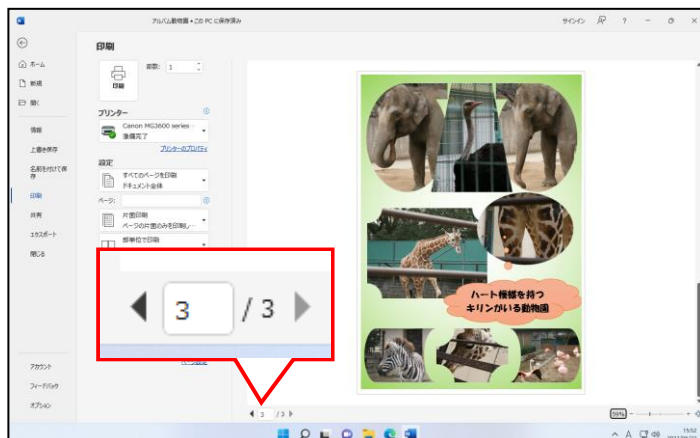 アルバム動物園 • この PC に保存済み
サインイン
?
印刷
ホーム
新規
開く
情報
上書き保存
名前を付けて保
存
印刷
共有
エクスポート
閉じる
アカウント
フィードバック
オプション
印刷
部数: 1
プリンター
Canon MG3600 series
準備完了
プリンターのプロパティ
設定
すべてのページを印刷
ドキュメント全体
ページ:
片面印刷
ページの片面のみを印刷し…
部単位で印刷
3 / 3
3 / 3
ハート模様を持つ
キリンがいる動物園
59%
A
15:52